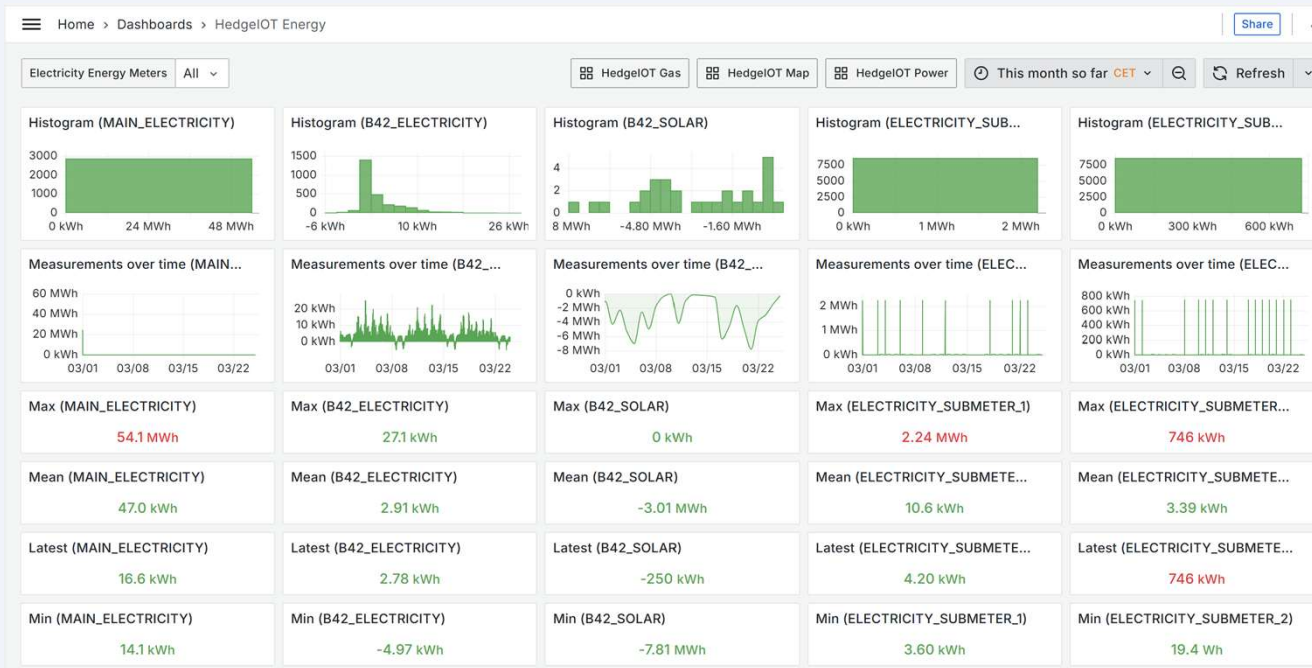 Home > Dashboards > HedgeIOT Energy
Share
Electricity Energy Meters All
HedgeIOT Gas HedgeIOT Map HedgeIOT Power This month so far CET Refresh
Histogram (MAIN_ELECTRICITY)
3000
2000
1000
0
0 kWh 24 MWh 48 MWh
Histogram (B42_ELECTRICITY)
1500
1000
500
0
-6 kWh 10 kWh 26 kWh
Histogram (B42_SOLAR)
4
2
0
8 MWh -4.80 MWh -1.60 MWh
Histogram (ELECTRICITY_SUB...
7500
5000
2500
0
0 kWh 1 MWh 2 MWh
Histogram (ELECTRICITY_SUB...
7500
5000
2500
0
0 kWh 300 kWh 600 kWh
Measurements over time (MAIN...
60 MWh
40 MWh
20 MWh
0 kWh
03/01 03/08 03/15 03/22
Measurements over time (B42_...
20 kWh
10 kWh
0 kWh
03/01 03/08 03/15 03/22
Measurements over time (B42_...
0 kWh
-2 MWh
-4 MWh
-6 MWh
-8 MWh
03/01 03/08 03/15 03/22
Measurements over time (ELEC...
2 MWh
1 MWh
0 kWh
03/01 03/08 03/15 03/22
Measurements over time (ELEC...
800 kWh
600 kWh
400 kWh
200 kWh
0 kWh
03/01 03/08 03/15 03/22
Max (MAIN_ELECTRICITY)
54.1 MWh
Max (B42_ELECTRICITY)
27.1 kWh
Max (B42_SOLAR)
0 kWh
Max (ELECTRICITY_SUBMETER_1)
2.24 MWh
Max (ELECTRICITY_SUBMETER...
746 kWh
Mean (MAIN_ELECTRICITY)
47.0 kWh
Mean (B42_ELECTRICITY)
2.91 kWh
Mean (B42_SOLAR)
-3.01 MWh
Mean (ELECTRICITY_SUBMETE...
10.6 kWh
Mean (ELECTRICITY_SUBMETE...
3.39 kWh
Latest (MAIN_ELECTRICITY)
16.6 kWh
Latest (B42_ELECTRICITY)
2.78 kWh
Latest (B42_SOLAR)
-250 kWh
Latest (ELECTRICITY_SUBMETE...
4.20 kWh
Latest (ELECTRICITY_SUBMETE...
746 kWh
Min (MAIN_ELECTRICITY)
14.1 kWh
Min (B42_ELECTRICITY)
-4.97 kWh
Min (B42_SOLAR)
-7.81 MWh
Min (ELECTRICITY_SUBMETER_1)
3.60 kWh
Min (ELECTRICITY_SUBMETER_2)
19.4 Wh